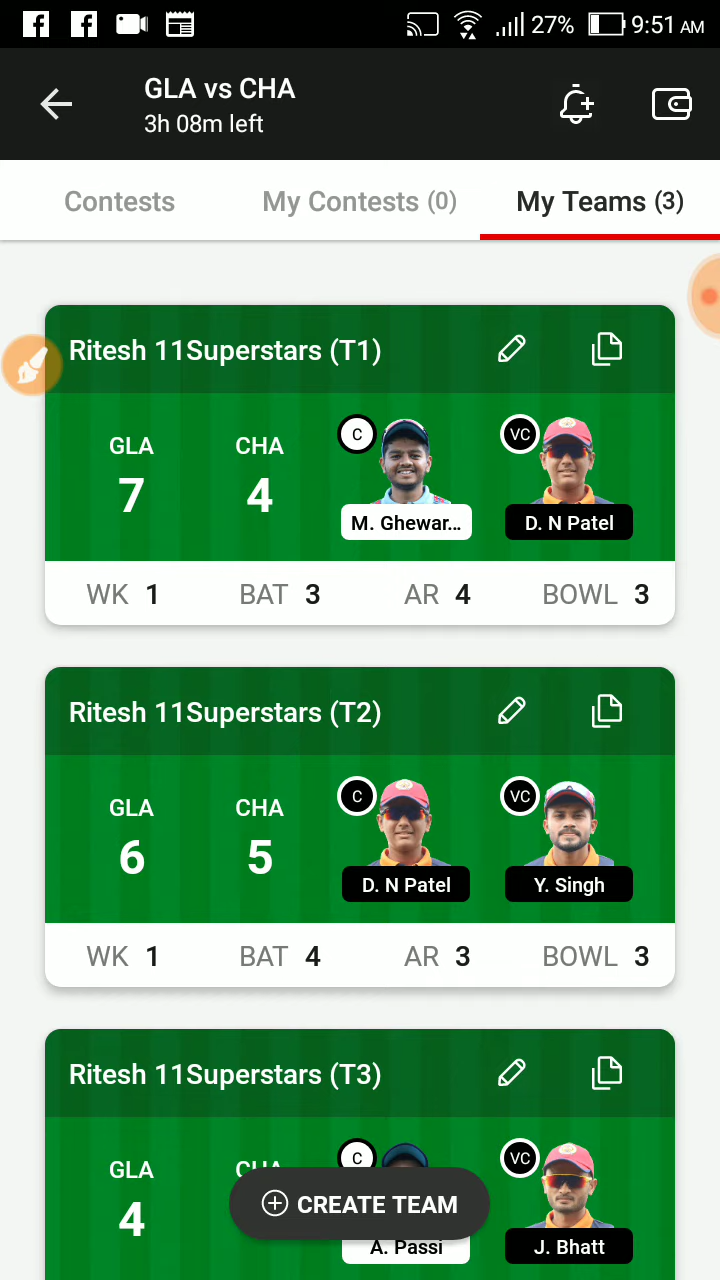 27% 9:51 AM
GLA vs CHA
3h 08m left
Contests My Contests (0) My Teams (3)
Ritesh 11Superstars (T1)
GLA CHA C VC
7 4
M. Ghewar... D. N Patel
WK 1 BAT 3 AR 4 BOWL 3
Ritesh 11Superstars (T2)
GLA CHA C VC
6 5
D. N Patel Y. Singh
WK 1 BAT 4 AR 3 BOWL 3
Ritesh 11Superstars (T3)
GLA C VC
4
CREATE TEAM
A. Passi J. Bhatt